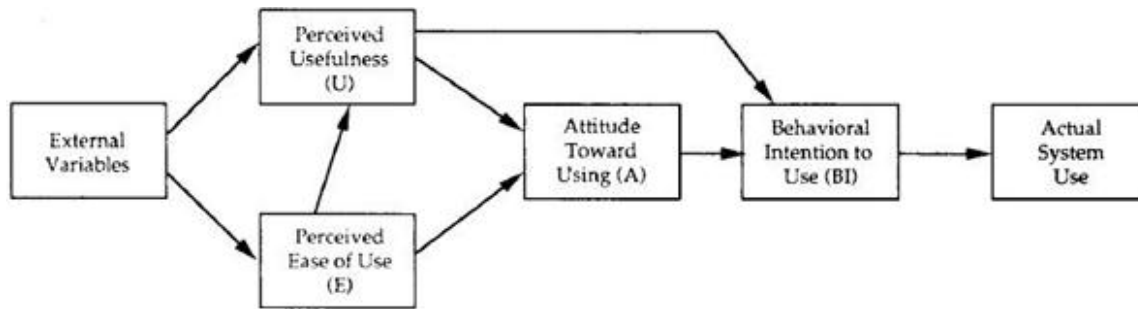 External
Variables
Perceived
Usefulness
(U)
Perceived
Ease of Use
(E)
Attitude
Toward
Using (A)
Behavioral
Intention to
Use (BI)
Actual
System
Use